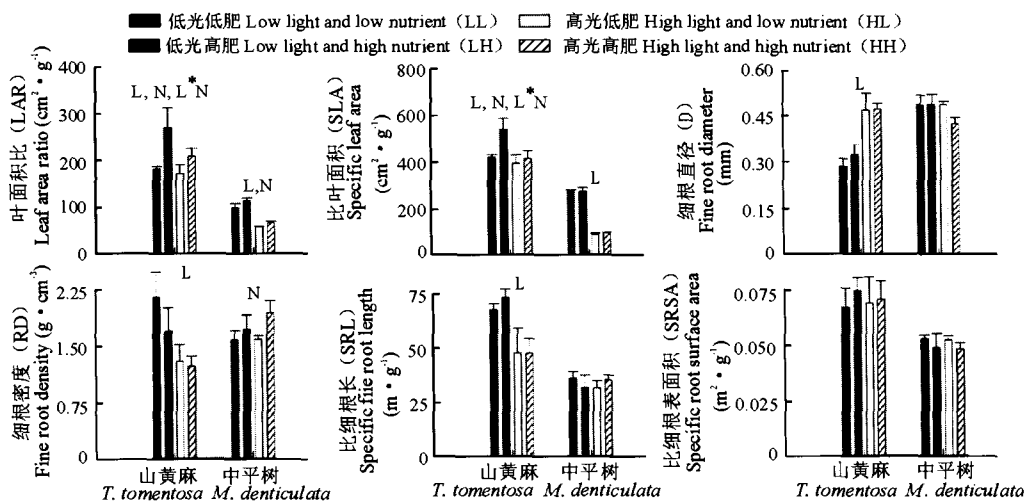 低光低肥 Low light and low nutrient (LL) 高光低肥 High light and low nutrient (HL)
低光高肥 Low light and high nutrient (LH) 高光高肥 High light and high nutrient (HH)
叶面积比 (LAR)
Leaf area ratio (cm²·g⁻¹)
400
300
200
100
0
L, N, L*N
L,N
比叶面积 (SLA)
Specific leaf area
(cm²·g⁻¹)
800
600
400
200
0
L, N, L*N
L
细根直径 (D)
Fine root diameter
(mm)
0.60
0.45
0.30
0.15
0
L
细根密度 (RD)
Fine root density (g·cm⁻³)
2.25
1.50
0.75
0
L
N
山黄麻 中平树
T. tomentosa M. denticulata
比细根长 (SRL)
Specific fire root length
(m·g⁻¹)
75
50
25
0
L
山黄麻 中平树
T. tomentosa M. denticulata
比细根表面积 (SRSA)
Specific root surface area
(m²·g⁻¹)
0.075
0.050
0.025
0
山黄麻 中平树
T. tomentosa M. denticulata